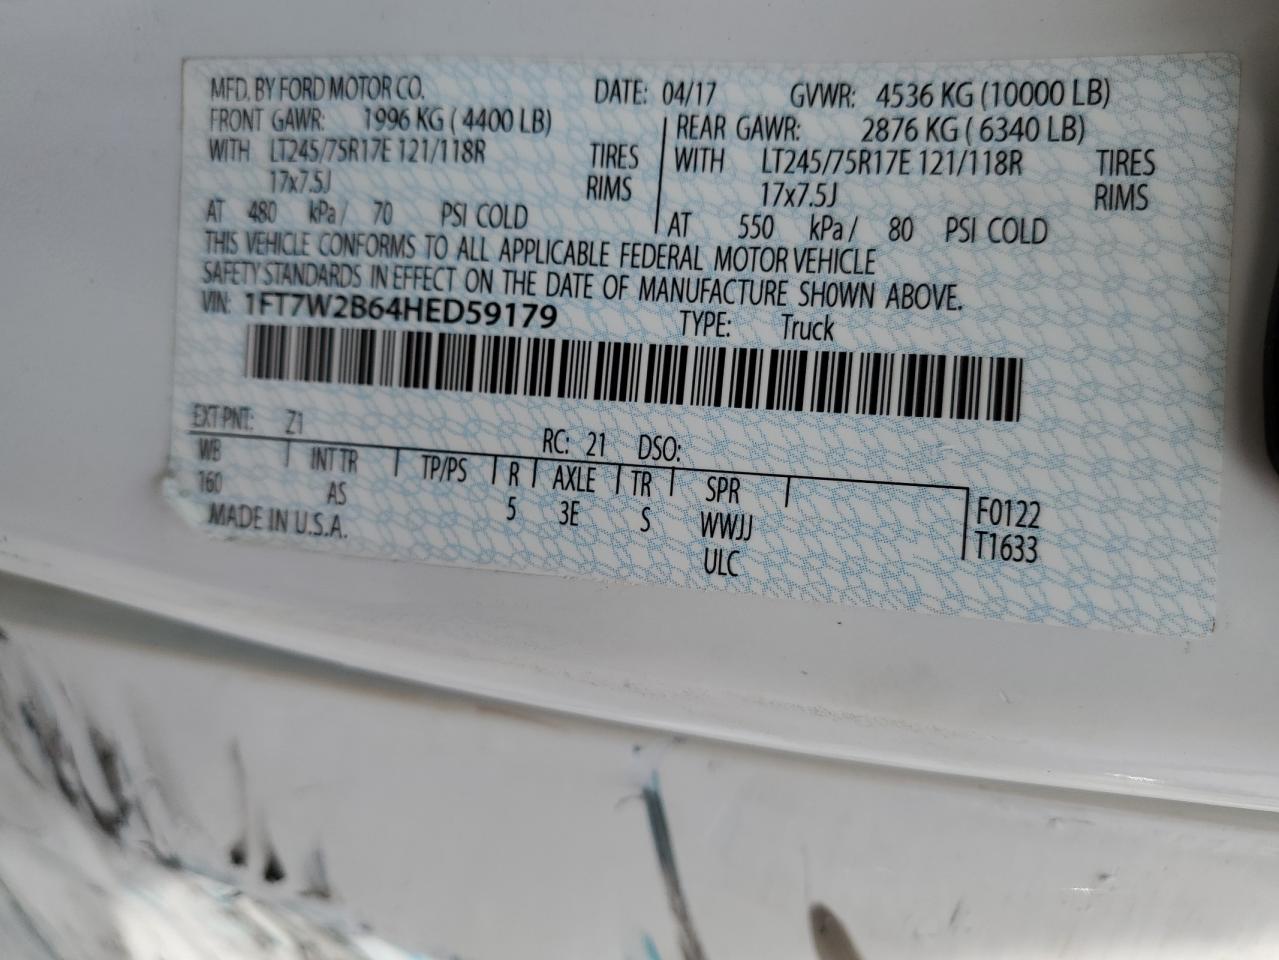 MFD. BY FORD MOTOR CO. DATE: 04/17 GVWR: 4536 KG (10000 LB)
FRONT GAWR: 1996 KG ( 4400 LB) REAR GAWR: 2876 KG ( 6340 LB)
WITH LT245/75R17E 121/118R TIRES WITH LT245/75R17E 121/118R TIRES
17x7.5J RIMS 17x7.5J RIMS
AT 480 kPa / 70 PSI COLD AT 550 kPa / 80 PSI COLD
THIS VEHICLE CONFORMS TO ALL APPLICABLE FEDERAL MOTOR VEHICLE
SAFETY STANDARDS IN EFFECT ON THE DATE OF MANUFACTURE SHOWN ABOVE.
VIN: 1FT7W2B64HED59179 TYPE: Truck
EXT PNT: Z1 RC: 21 DSO:
WB INT TR TP/PS R AXLE TR SPR
160 AS 5 3E S WWJJ F0122
MADE IN U.S.A. ULC T1633